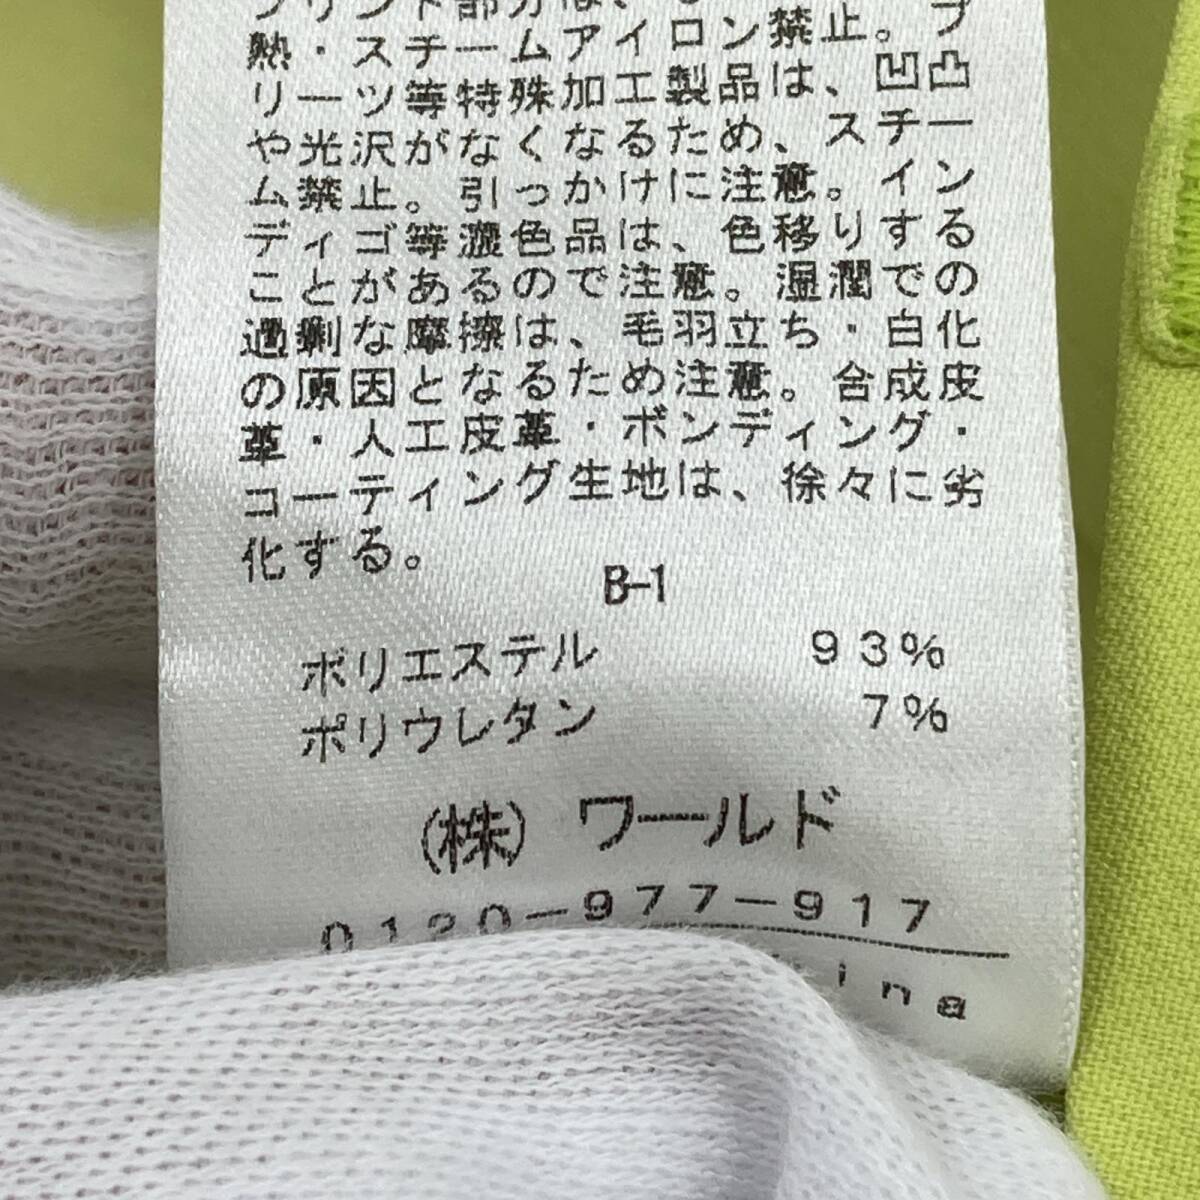 プリント部分は、
熱・スチームアイロン禁止。プ
リーツ等特殊加工製品は、凹凸
や光沢がなくなるため、スチー
ム禁止。引っかけに注意。イン
ディゴ等濃色品は、色移りする
ことがあるので注意。湿潤での
過剰な摩擦は、毛羽立ち・白化
の原因となるため注意。合成皮
革・人工皮革・ボンディング・
コーティング生地は、徐々に劣
化する。
B-1
ポリエステル 93%
ポリウレタン 7%
(株) ワールド
0120-977-917